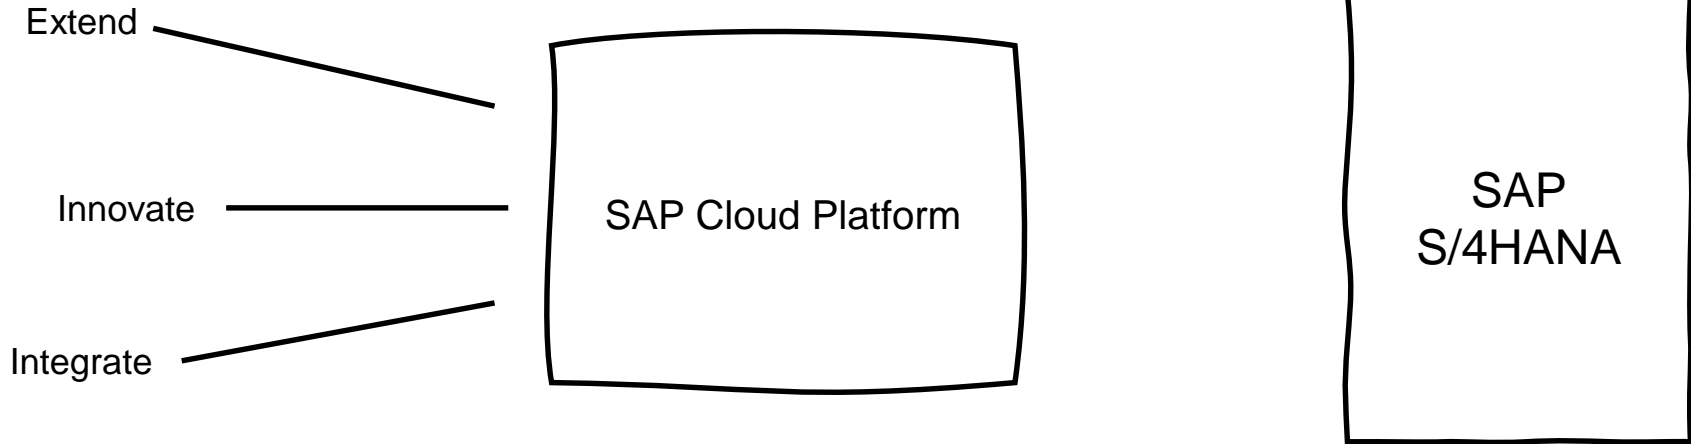 Extend
Innovate
Integrate
SAP Cloud Platform
SAP
S/4HANA